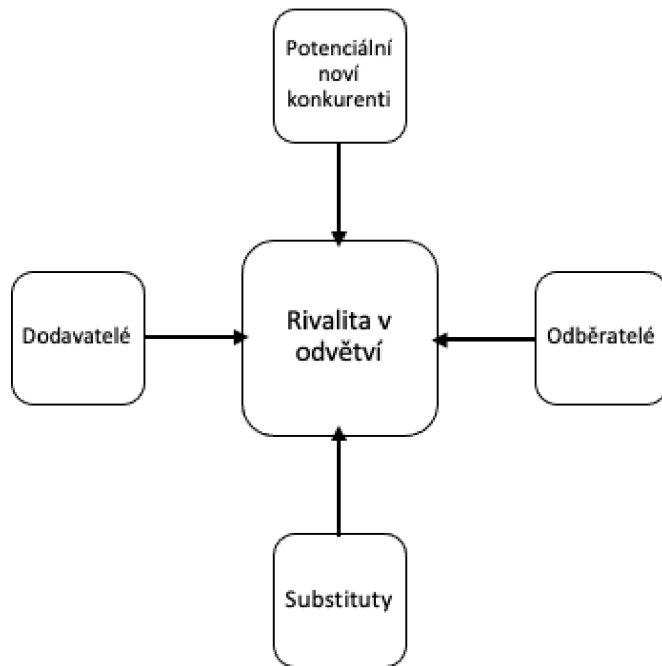 Potenciální
noví
konkurenti
Dodavatelé
Rivalita v
odvětví
Odběratelé
Substituty